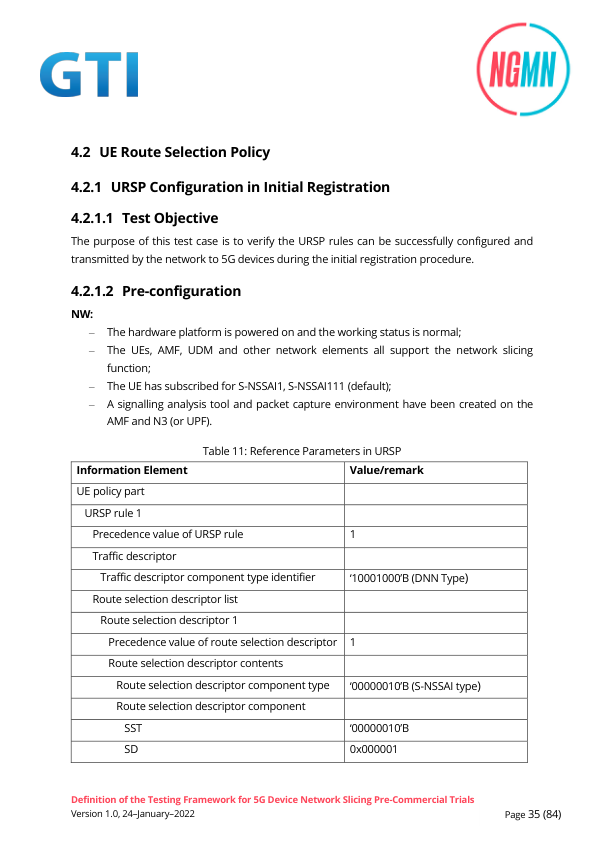 GTI
NGMN
4.2 UE Route Selection Policy
4.2.1 URSP Configuration in Initial Registration
4.2.1.1 Test Objective
The purpose of this test case is to verify the URSP rules can be successfully configured and
transmitted by the network to 5G devices during the initial registration procedure.
4.2.1.2 Pre-configuration
NW:
– The hardware platform is powered on and the working status is normal;
– The UEs, AMF, UDM and other network elements all support the network slicing
function;
– The UE has subscribed for S-NSSAI1, S-NSSAI111 (default);
– A signalling analysis tool and packet capture environment have been created on the
AMF and N3 (or UPF).
Table 11: Reference Parameters in URSP
Information Element Value/remark
UE policy part
URSP rule 1
Precedence value of URSP rule 1
Traffic descriptor
Traffic descriptor component type identifier ‘10001000’B (DNN Type)
Route selection descriptor list
Route selection descriptor 1
Precedence value of route selection descriptor 1
Route selection descriptor contents
Route selection descriptor component type ‘00000010’B (S-NSSAI type)
Route selection descriptor component
SST ‘00000010’B
SD 0x000001
Definition of the Testing Framework for 5G Device Network Slicing Pre-Commercial Trials
Version 1.0, 24–January–2022 Page 35 (84)